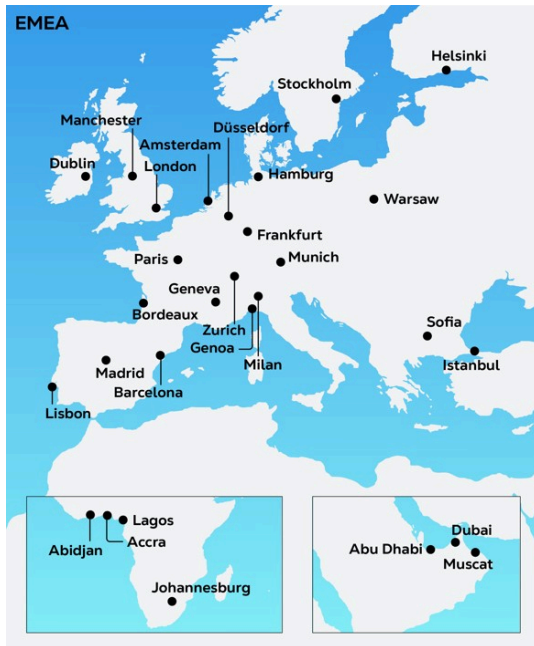 EMEA
Helsinki
Stockholm
Manchester
Düsseldorf
Amsterdam
Dublin
London
Hamburg
Warsaw
Frankfurt
Paris
Munich
Geneva
Bordeaux
Zurich
Sofia
Genoa
Istanbul
Milan
Madrid
Barcelona
Lisbon
Lagos
Accra
Abidjan
Johannesburg
Dubai
Abu Dhabi
Muscat